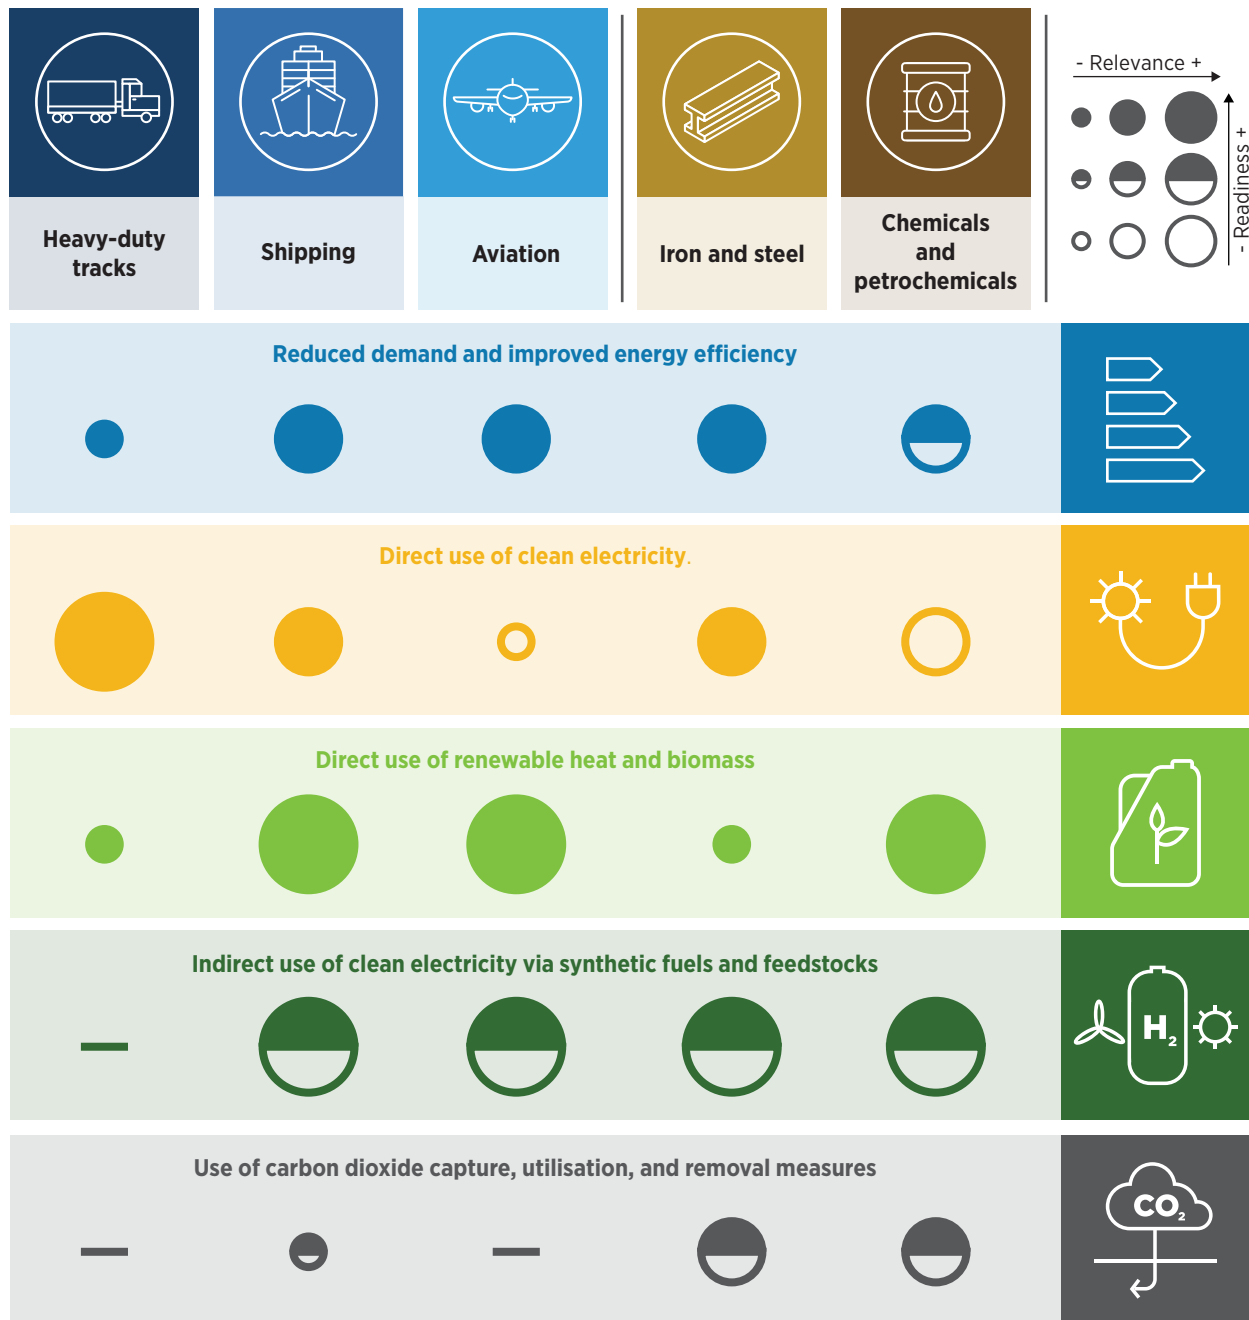 Heavy-duty
tracks
Shipping
Aviation
Iron and steel
Chemicals
and
petrochemicals
- Relevance +
- Readiness +
Reduced demand and improved energy efficiency
Direct use of clean electricity.
Direct use of renewable heat and biomass
Indirect use of clean electricity via synthetic fuels and feedstocks
H2
Use of carbon dioxide capture, utilisation, and removal measures
CO2